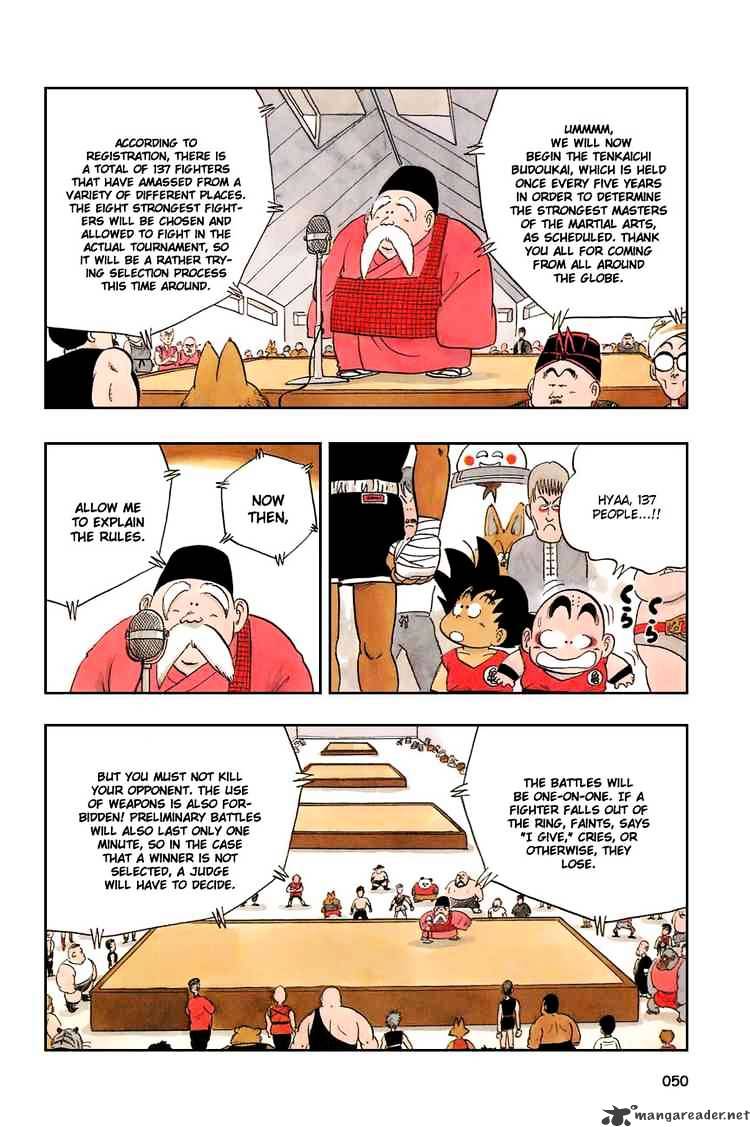 UMMMM,
WE WILL NOW
BEGIN THE TENKAICHI
BUDOUKAI, WHICH IS HELD
ONCE EVERY FIVE YEARS
IN ORDER TO DETERMINE
THE STRONGEST MASTERS
OF THE MARTIAL ARTS,
AS SCHEDULED. THANK
YOU ALL FOR COMING
FROM ALL AROUND
THE GLOBE.
ACCORDING TO
REGISTRATION, THERE IS
A TOTAL OF 137 FIGHTERS
THAT HAVE AMASSED FROM A
VARIETY OF DIFFERENT PLACES.
THE EIGHT STRONGEST FIGHT-
ERS WILL BE CHOSEN AND
ALLOWED TO FIGHT IN THE
ACTUAL TOURNAMENT, SO
IT WILL BE A RATHER TRY-
ING SELECTION PROCESS
THIS TIME AROUND.
HYAA, 137
PEOPLE...!!
くら
くら
NOW
THEN,
ALLOW ME
TO EXPLAIN
THE RULES.
THE BATTLES WILL
BE ONE-ON-ONE. IF A
FIGHTER FALLS OUT OF
THE RING, FAINTS, SAYS
"I GIVE," CRIES, OR
OTHERWISE, THEY
LOSE.
BUT YOU MUST NOT KILL
YOUR OPPONENT. THE USE
OF WEAPONS IS ALSO FOR-
BIDDEN! PRELIMINARY BATTLES
WILL ALSO LAST ONLY ONE
MINUTE, SO IN THE CASE
THAT A WINNER IS NOT
SELECTED, A JUDGE
WILL HAVE TO DECIDE.
050
mangareader.net